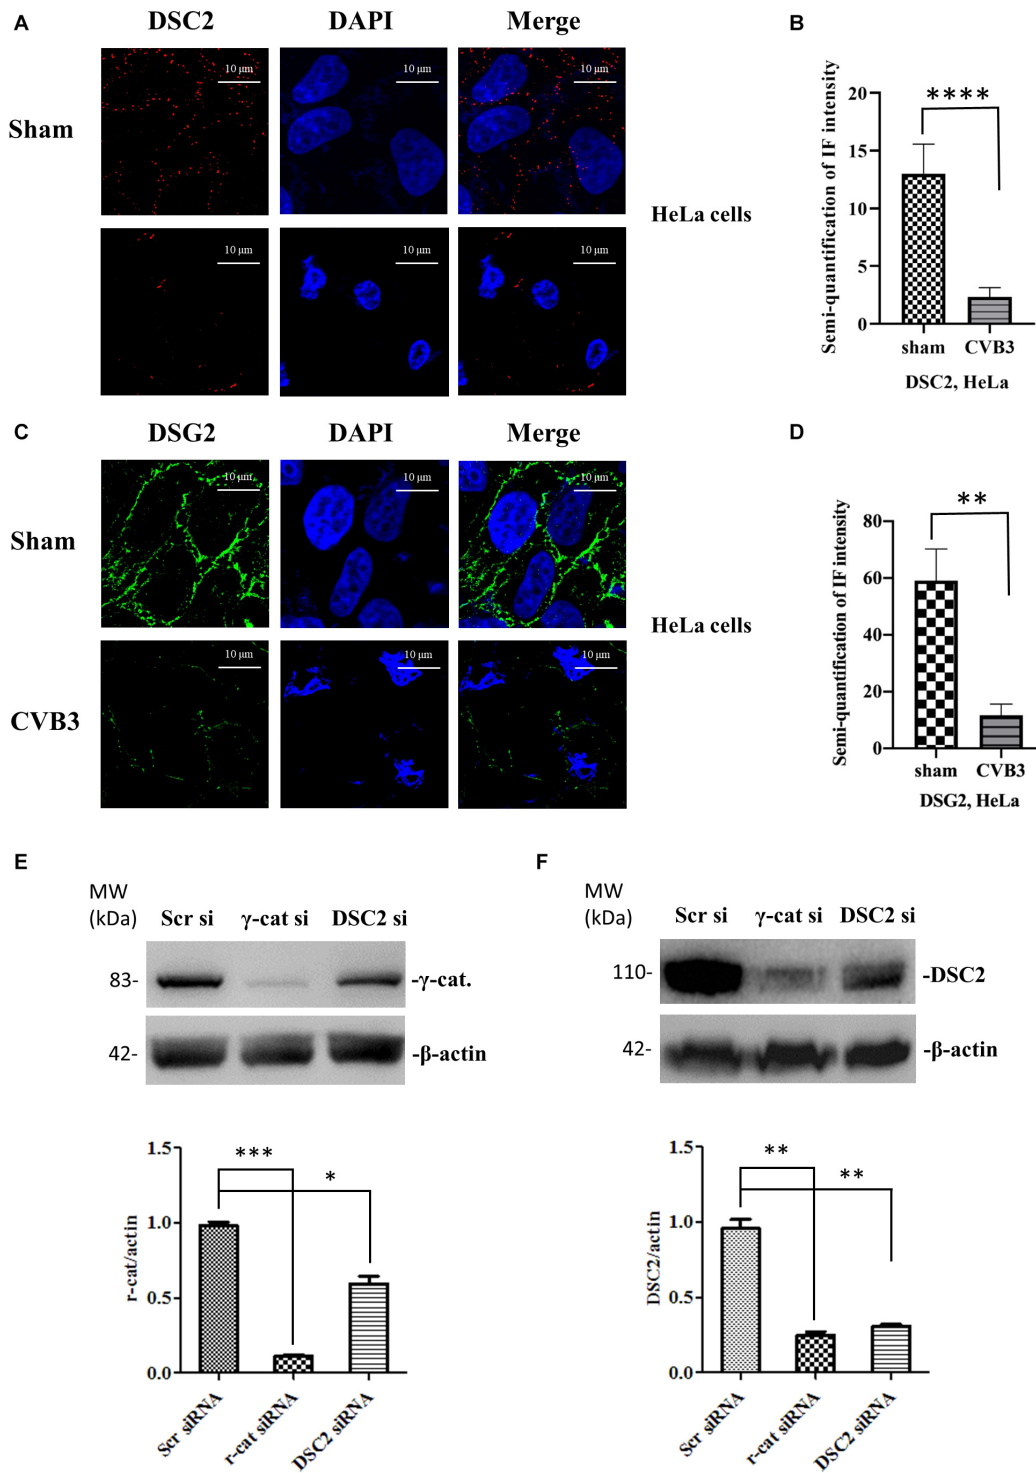 A
DSC2 DAPI Merge
Sham
10 μm 10 μm 10 μm
10 μm 10 μm 10 μm
HeLa cells
B
Semi-quantification of IF intensity
20
15
10
5
0
****
sham CVB3
DSC2, HeLa
C
DSG2 DAPI Merge
Sham
10 μm 10 μm 10 μm
CVB3
10 μm 10 μm 10 μm
HeLa cells
D
Semi-quantification of IF intensity
80
60
40
20
0
**
sham CVB3
DSG2, HeLa
E
MW
(kDa)
Scr si γ-cat si DSC2 si
83- -γ-cat.
42- -β-actin
r-cat/actin
1.5
1.0
0.5
0.0
***
*
Scr siRNA
r-cat siRNA
DSC2 siRNA
F
MW
(kDa)
Scr si γ-cat si DSC2 si
110- -DSC2
42- -β-actin
DSC2/actin
1.5
1.0
0.5
0.0
**
**
Scr siRNA
r-cat siRNA
DSC2 siRNA